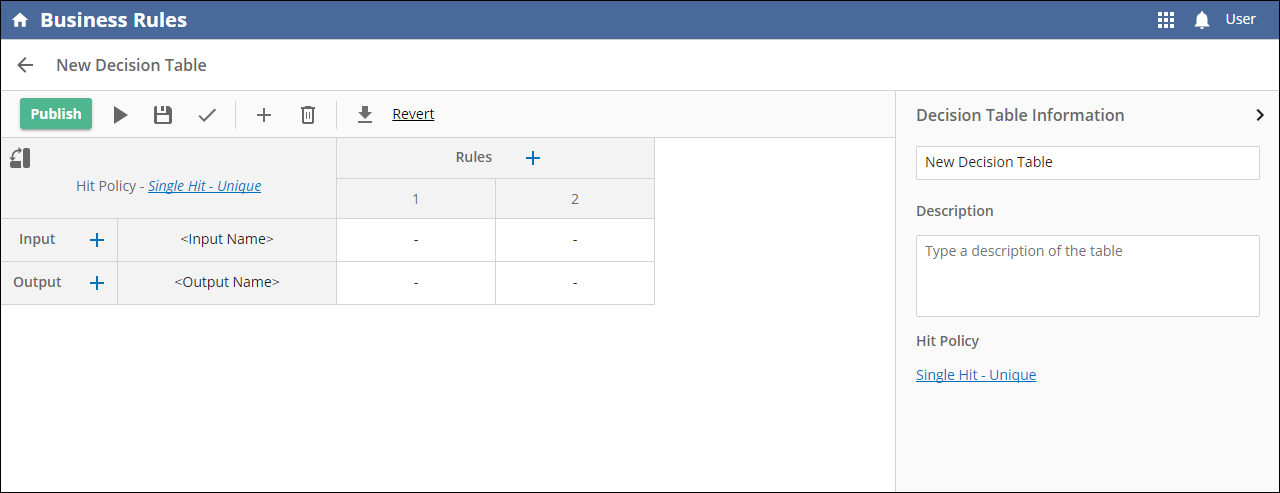 Business Rules
User
New Decision Table
Publish
Revert
Hit Policy - Single Hit - Unique
Rules
1
2
Input
<Input Name>
-
-
Output
<Output Name>
-
-
Decision Table Information
New Decision Table
Description
Type a description of the table
Hit Policy
Single Hit - Unique